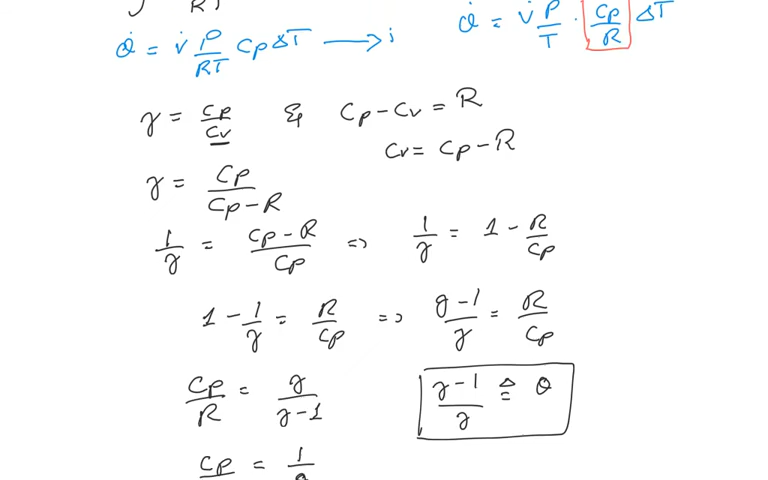 RT
Q̇ = V̇ P/RT Cp ΔT ⟶ i
Q̇ = V̇ P/T · Cp/R ΔT
γ = Cp/Cv & Cp - Cv = R
Cv = Cp - R
γ = Cp/(Cp - R)
1/γ = (Cp - R)/Cp => 1/γ = 1 - R/Cp
1 - 1/γ = R/Cp => (γ - 1)/γ = R/Cp
Cp/R = γ/(γ - 1)
(γ - 1)/γ ≜ θ
Cp = 1